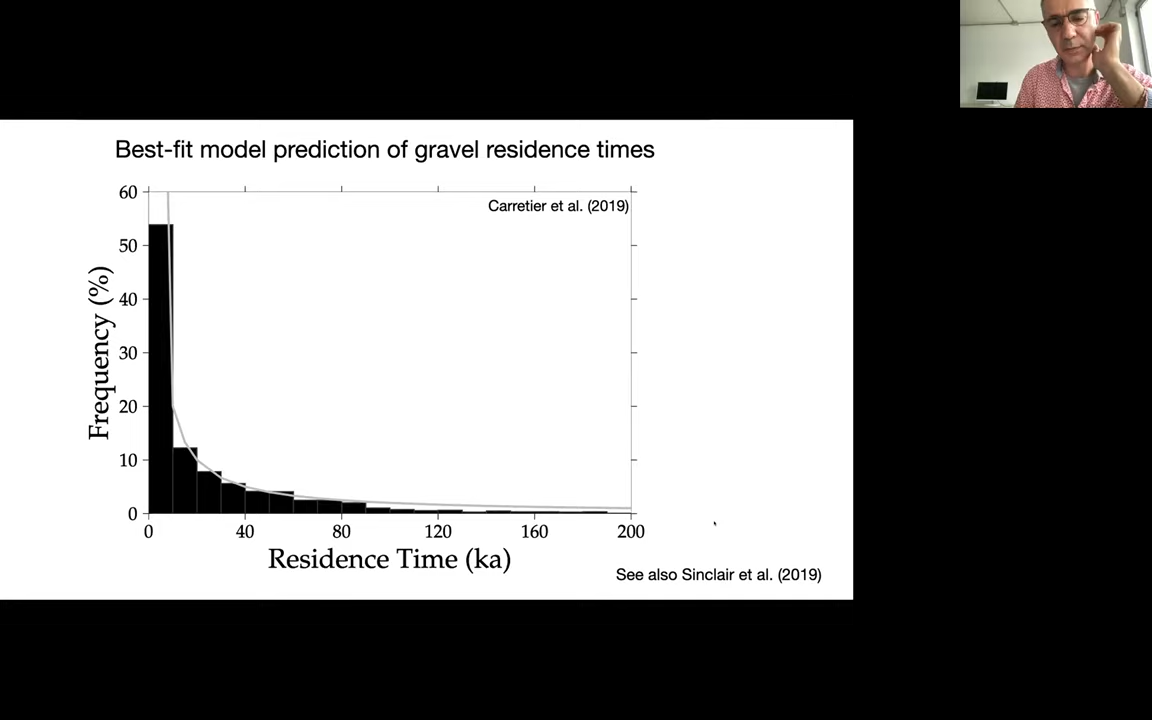 Best-fit model prediction of gravel residence times
Carretier et al. (2019)
Frequency (%)
60
50
40
30
20
10
0
0 40 80 120 160 200
Residence Time (ka)
See also Sinclair et al. (2019)